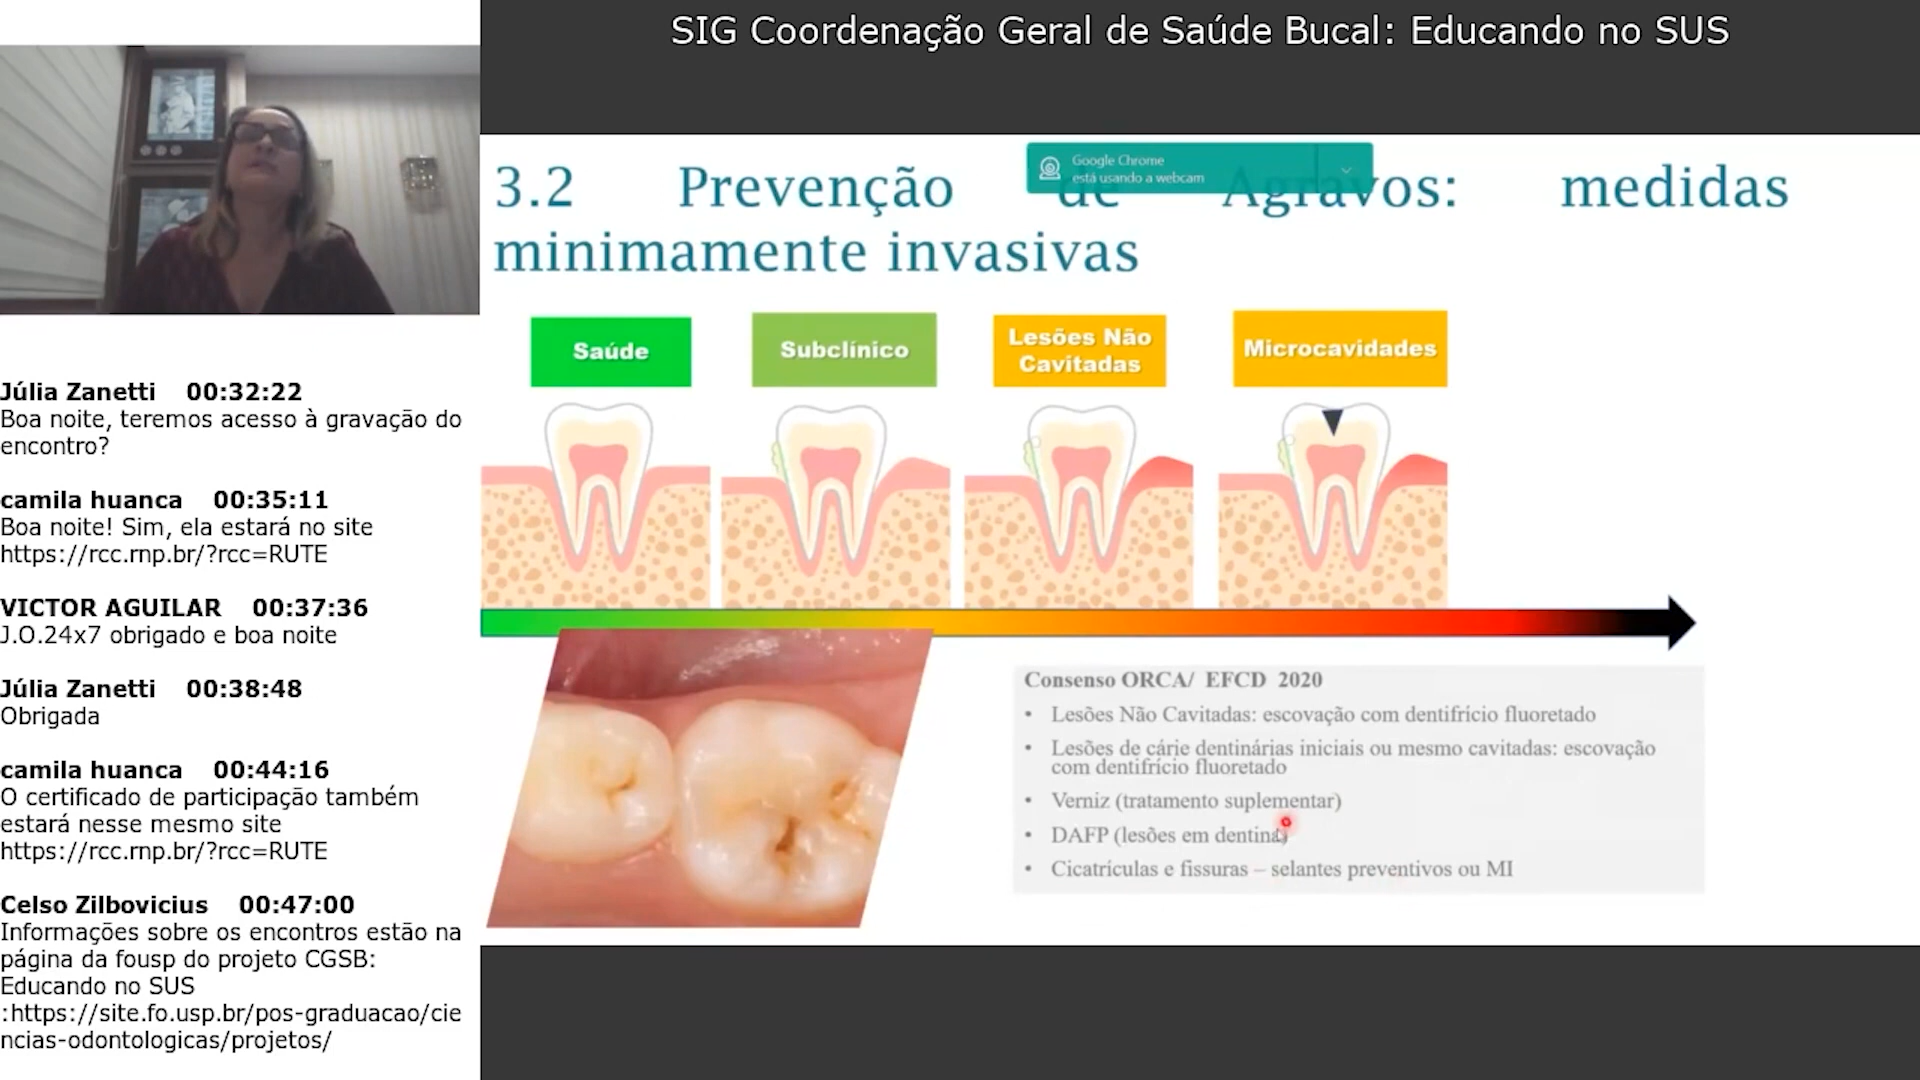 SIG Coordenação Geral de Saúde Bucal: Educando no SUS
Júlia Zanetti 00:32:22
Boa noite, teremos acesso à gravação do
encontro?
camila huanca 00:35:11
Boa noite! Sim, ela estará no site
https://rcc.rnp.br/?rcc=RUTE
VICTOR AGUILAR 00:37:36
J.O.24x7 obrigado e boa noite
Júlia Zanetti 00:38:48
Obrigada
camila huanca 00:44:16
O certificado de participação também
estará nesse mesmo site
https://rcc.rnp.br/?rcc=RUTE
Celso Zilbovicius 00:47:00
Informações sobre os encontros estão na
página da fousp do projeto CGSB:
Educando no SUS
:https://site.fo.usp.br/pos-graduacao/cie
ncias-odontologicas/projetos/
Google Chrome
está usando a webcam
3.2 Prevenção de Agravos: medidas
minimamente invasivas
Saúde
Subclínico
Lesões Não
Cavitadas
Microcavidades
Consenso ORCA/ EFCD 2020
• Lesões Não Cavitadas: escovação com dentifrício fluoretado
• Lesões de cárie dentinárias iniciais ou mesmo cavitadas: escovação
com dentifrício fluoretado
• Verniz (tratamento suplementar)
• DAFP (lesões em dentina)
• Cicatrículas e fissuras – selantes preventivos ou MI